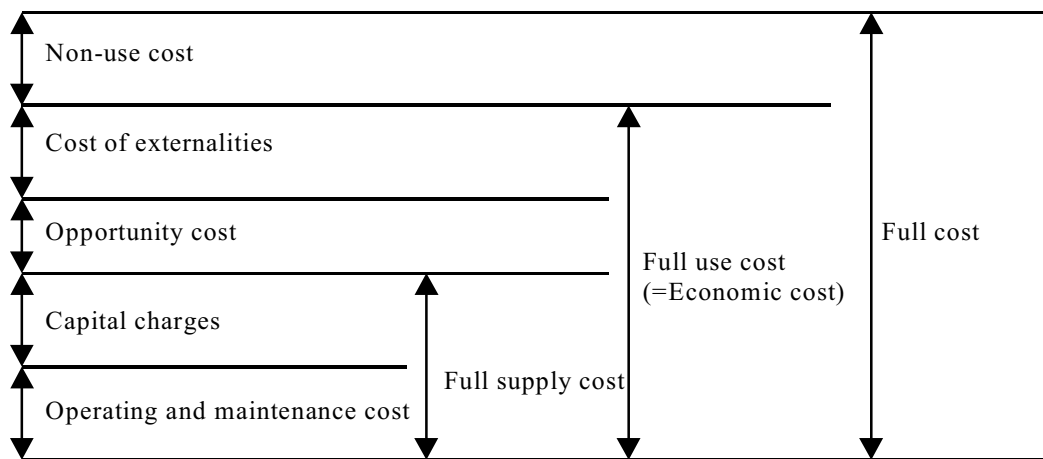 Non-use cost
Cost of externalities
Opportunity cost
Full cost
Full use cost
(=Economic cost)
Capital charges
Full supply cost
Operating and maintenance cost